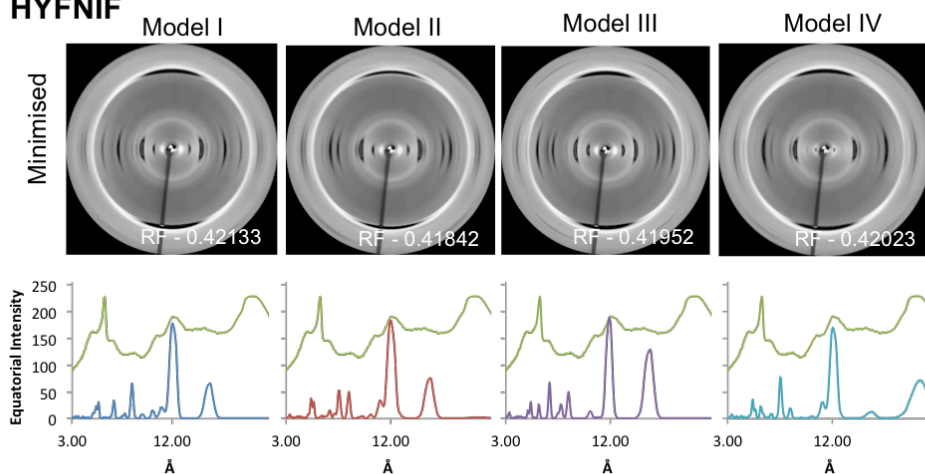 HYFNIF
Model I Model II Model III Model IV
Minimised
RF - 0.42133 RF - 0.41842 RF - 0.41952 RF - 0.42023
Equatorial Intensity
250
200
150
100
50
0
3.00 12.00 3.00 12.00 3.00 12.00 3.00 12.00
Å Å Å Å